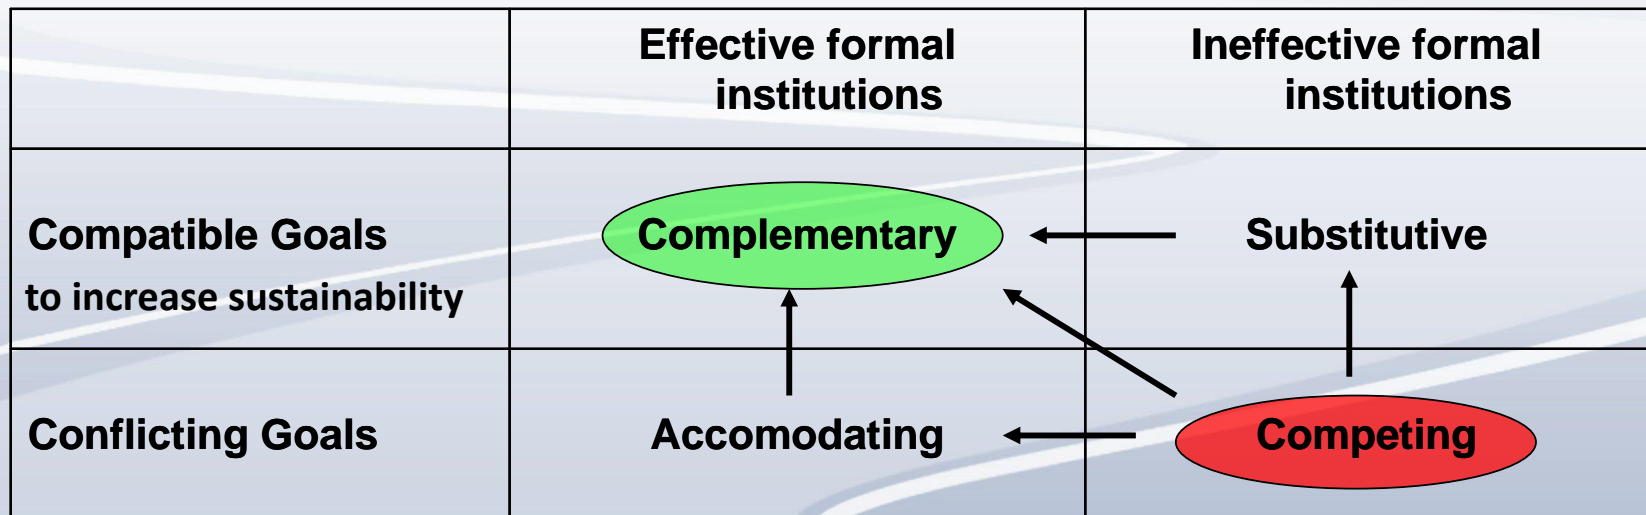 Effective formal
institutions
Ineffective formal
institutions
Compatible Goals
to increase sustainability
Complementary
Substitutive
Conflicting Goals
Accomodating
Competing